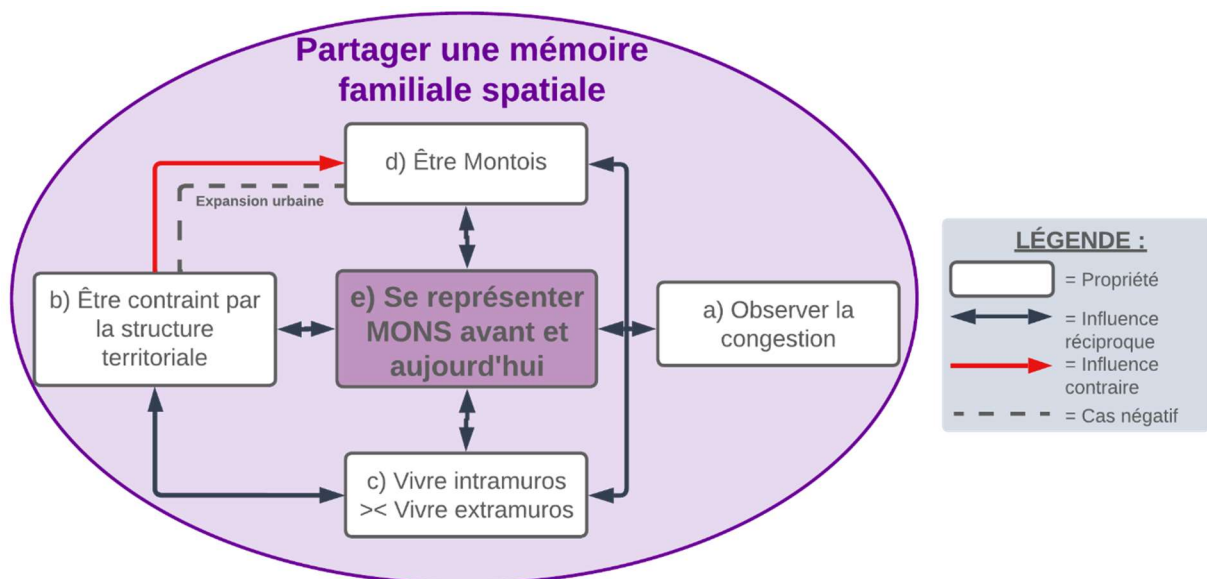 Partager une mémoire
familiale spatiale
d) Être Montois
Expansion urbaine
b) Être contraint par
la structure
territoriale
e) Se représenter
MONS avant et
aujourd'hui
a) Observer la
congestion
c) Vivre intramuros
>< Vivre extramuros
LÉGENDE :
= Propriété
= Influence
réciproque
= Influence
contraire
= Cas négatif